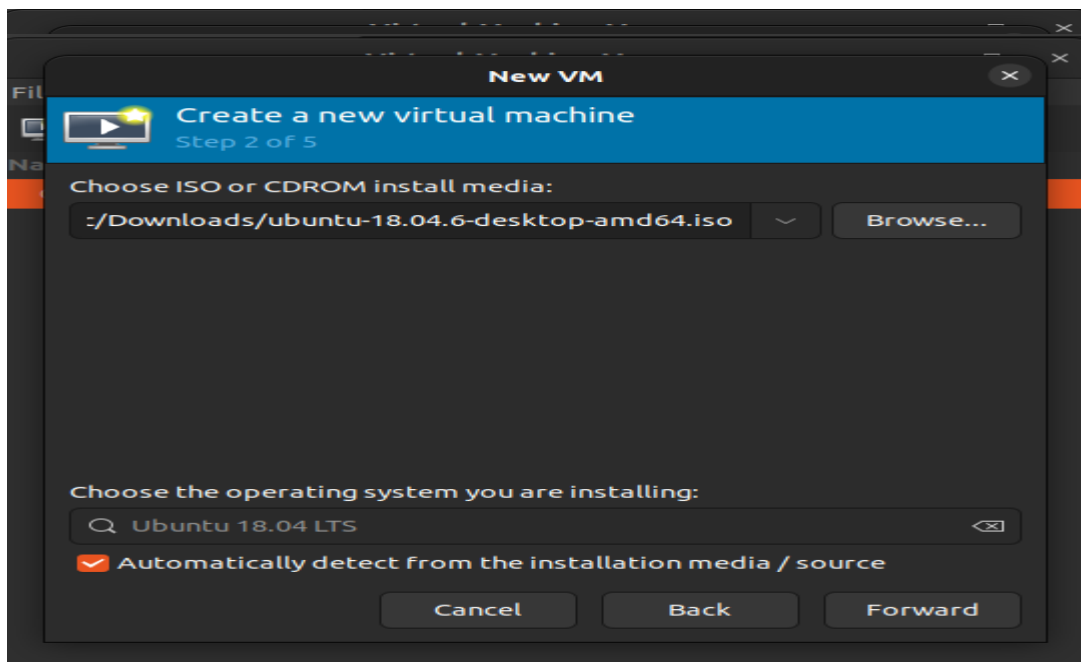 New VM
Fil
Create a new virtual machine
Step 2 of 5
Na
Choose ISO or CDROM install media:
:/Downloads/ubuntu-18.04.6-desktop-amd64.iso
Browse...
Choose the operating system you are installing:
Ubuntu 18.04 LTS
Automatically detect from the installation media / source
Cancel Back Forward